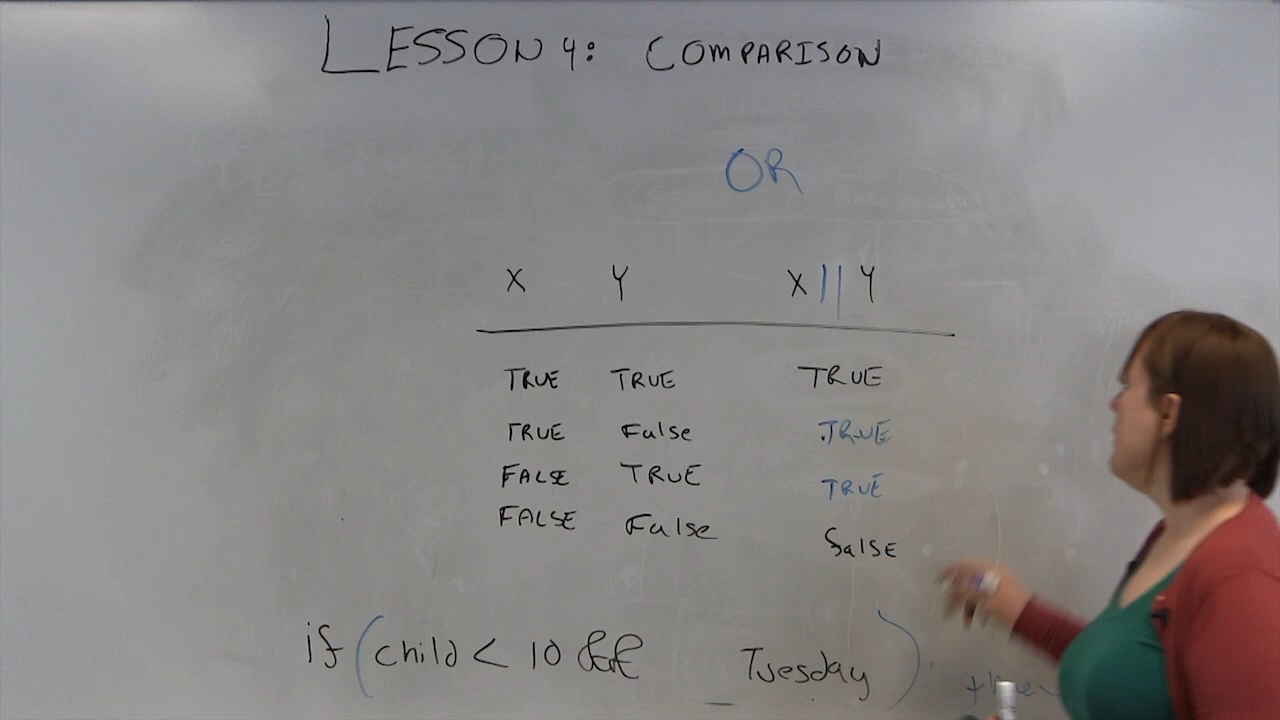 LESSON 4: COMPARISON
OR
X Y X || Y
TRUE TRUE TRUE
TRUE False TRUE
FALSE TRUE TRUE
FALSE False falSE
if (child < 10 && Tuesday)